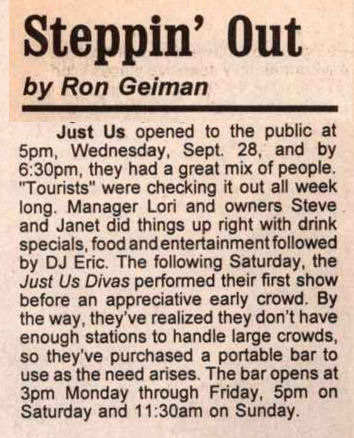 Steppin' Out
by Ron Geiman
Just Us opened to the public at
5pm, Wednesday, Sept. 28, and by
6:30pm, they had a great mix of people.
"Tourists" were checking it out all week
long. Manager Lori and owners Steve
and Janet did things up right with drink
specials, food and entertainment followed
by DJ Eric. The following Saturday, the
Just Us Divas performed their first show
before an appreciative early crowd. By
the way, they've realized they don't have
enough stations to handle large crowds,
so they've purchased a portable bar to
use as the need arises. The bar opens at
3pm Monday through Friday, 5pm on
Saturday and 11:30am on Sunday.